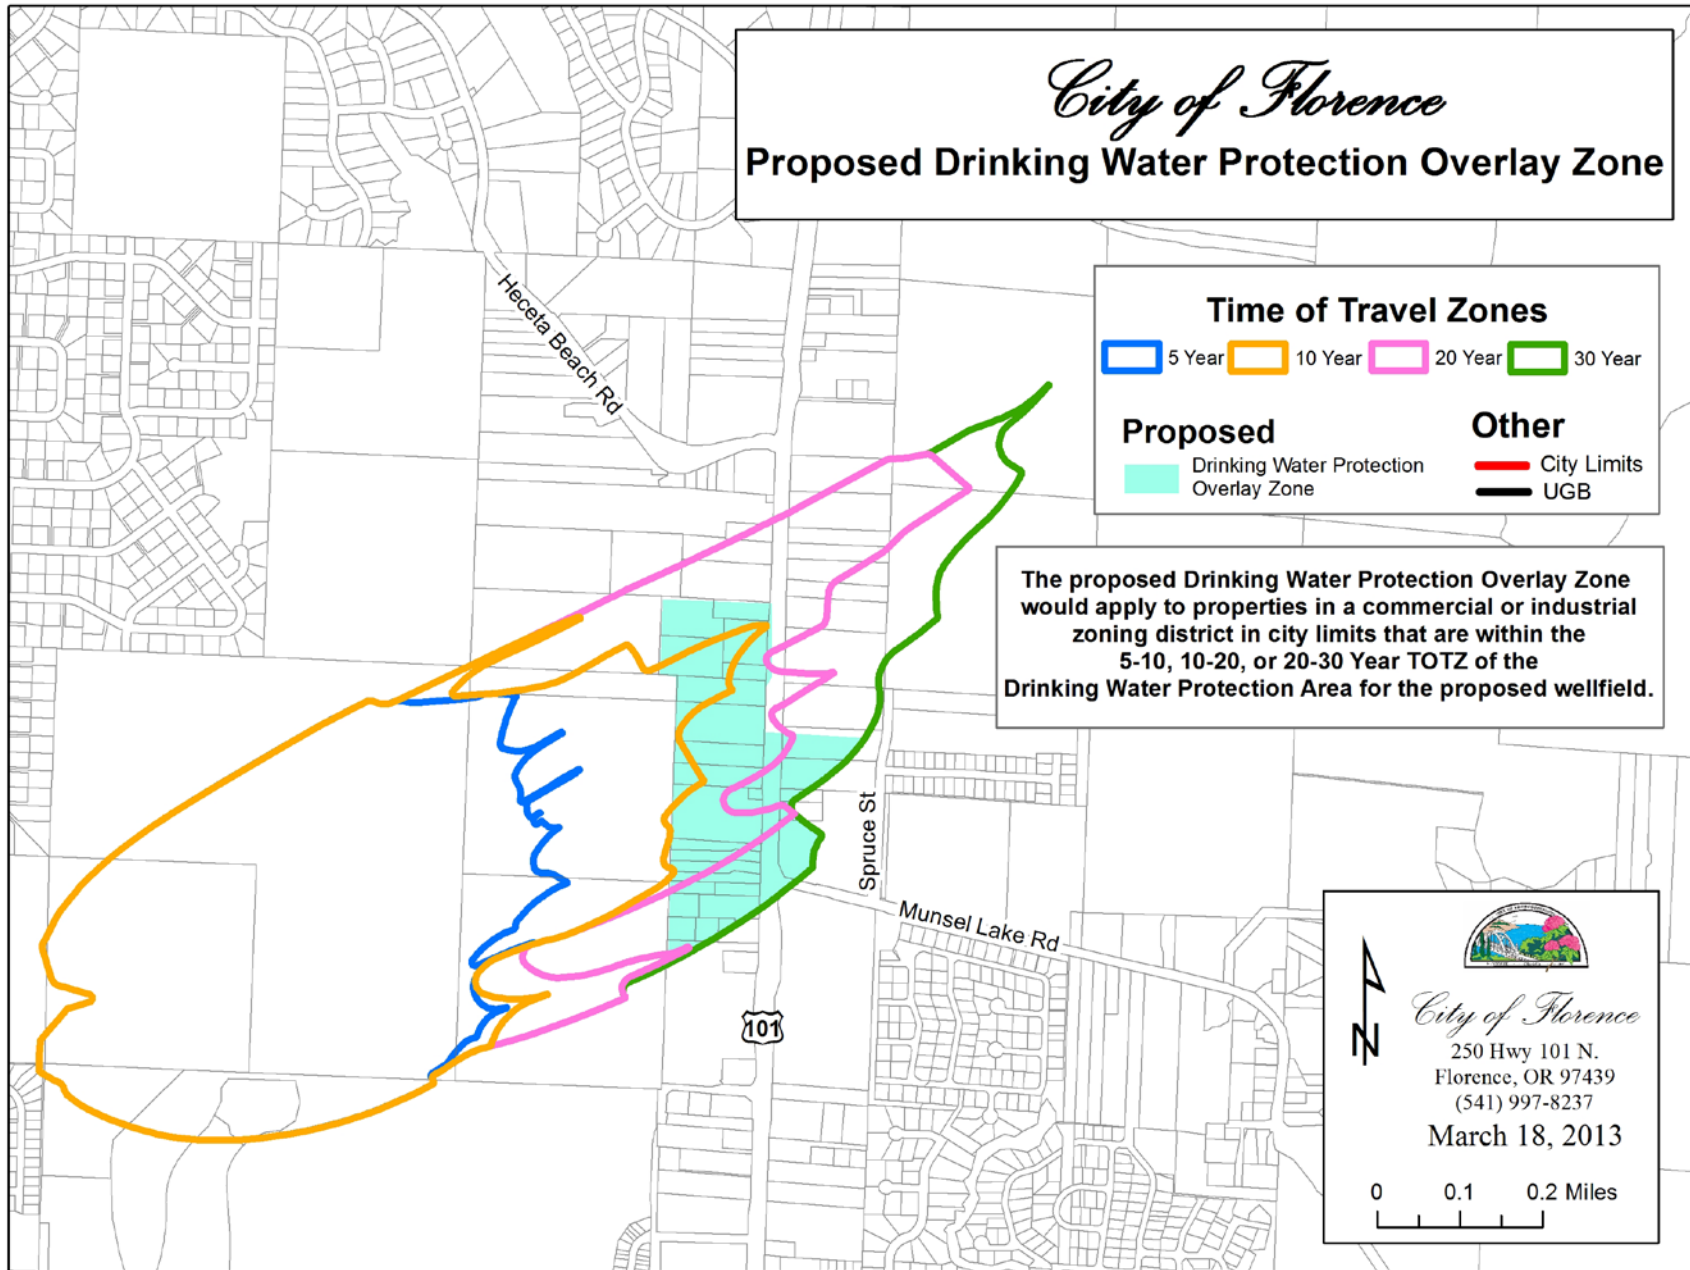 City of Florence
Proposed Drinking Water Protection Overlay Zone
Time of Travel Zones
5 Year
10 Year
20 Year
30 Year
Proposed
Drinking Water Protection
Overlay Zone
Other
City Limits
UGB
The proposed Drinking Water Protection Overlay Zone
would apply to properties in a commercial or industrial
zoning district in city limits that are within the
5-10, 10-20, or 20-30 Year TOTZ of the
Drinking Water Protection Area for the proposed wellfield.
Heceta Beach Rd
Spruce St
Munsel Lake Rd
101
N
City of Florence
250 Hwy 101 N.
Florence, OR 97439
(541) 997-8237
March 18, 2013
0 0.1 0.2 Miles